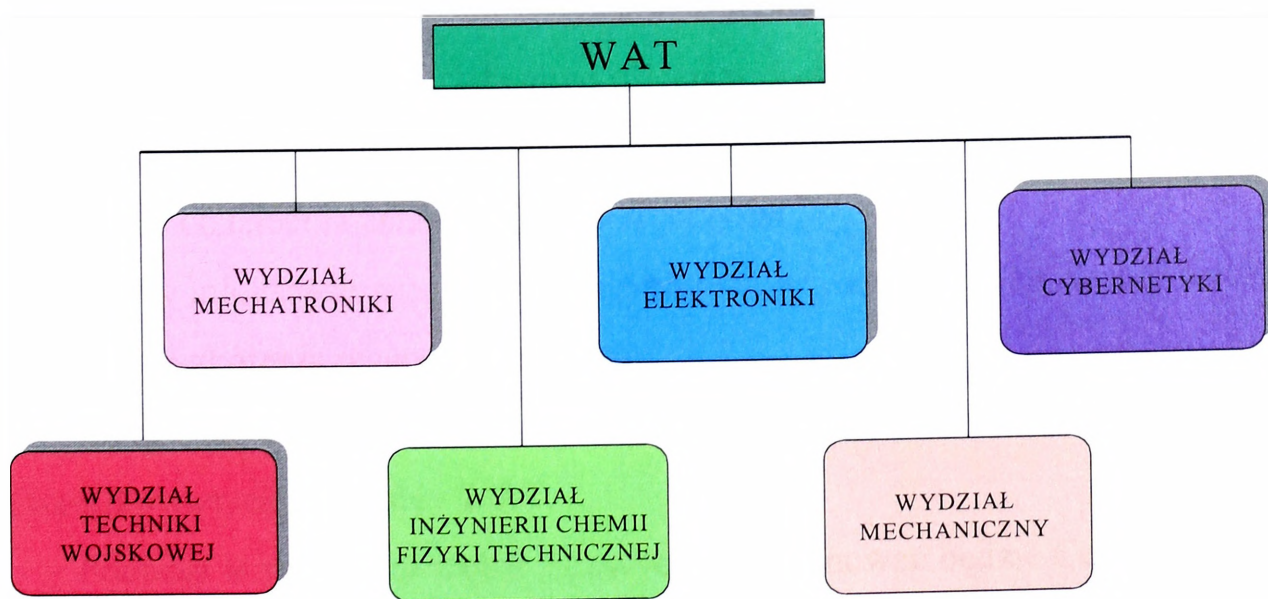 WAT
WYDZIAŁ
MECHATRONIKI
WYDZIAŁ
ELEKTRONIKI
WYDZIAŁ
CYBERNETYKI
WYDZIAŁ
TECHNIKI
WOJSKOWEJ
WYDZIAŁ
INŻYNIERII CHEMII
FIZYKI TECHNICZNEJ
WYDZIAŁ
MECHANICZNY